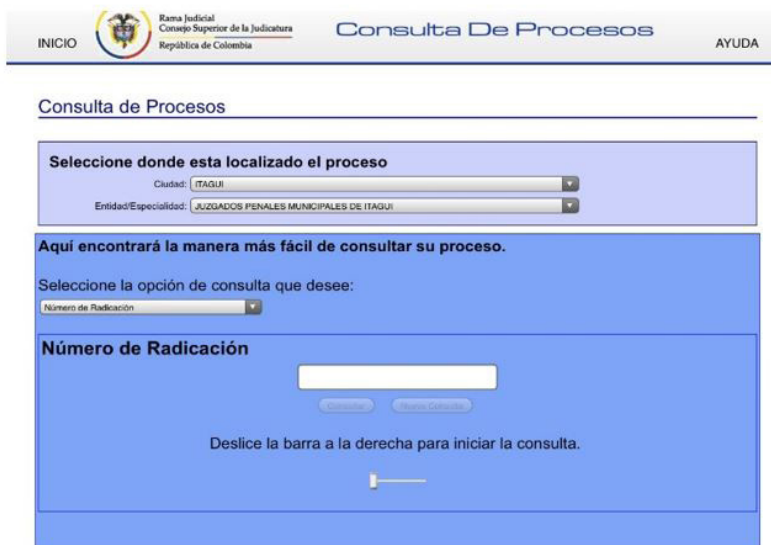 INICIO
Rama Judicial
Consejo Superior de la Judicatura
República de Colombia
Consulta De Procesos
AYUDA
Consulta de Procesos
Seleccione donde esta localizado el proceso
Ciudad: ITAGUI
Entidad/Especialidad: JUZGADOS PENALES MUNICIPALES DE ITAGUI
Aquí encontrará la manera más fácil de consultar su proceso.
Seleccione la opción de consulta que desee:
Número de Radicación
Número de Radicación
Consultar Nueva Consulta
Deslice la barra a la derecha para iniciar la consulta.